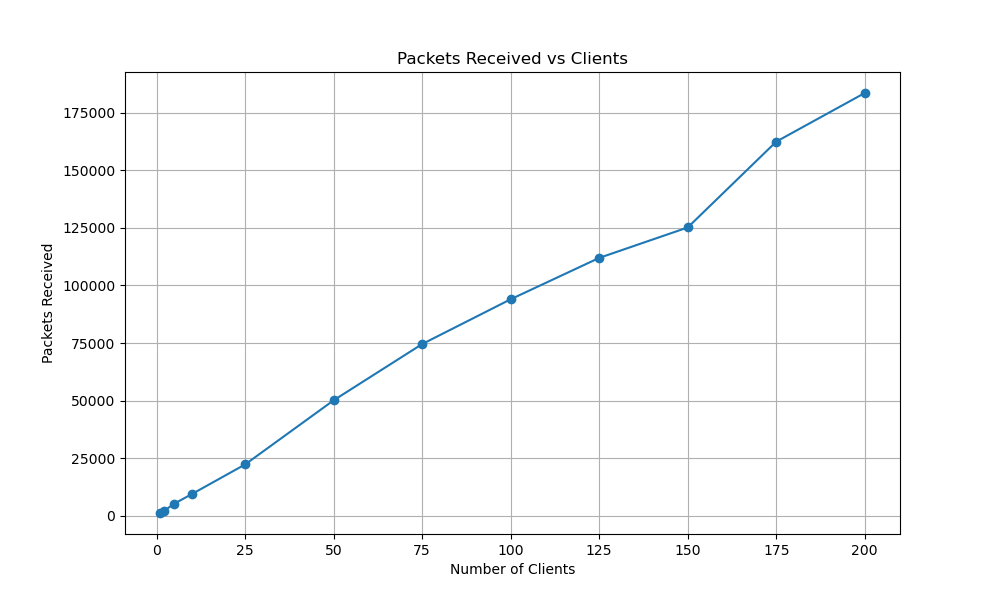 Packets Received vs Clients
175000
150000
125000
100000
75000
50000
25000
0
Packets Received
0 25 50 75 100 125 150 175 200
Number of Clients